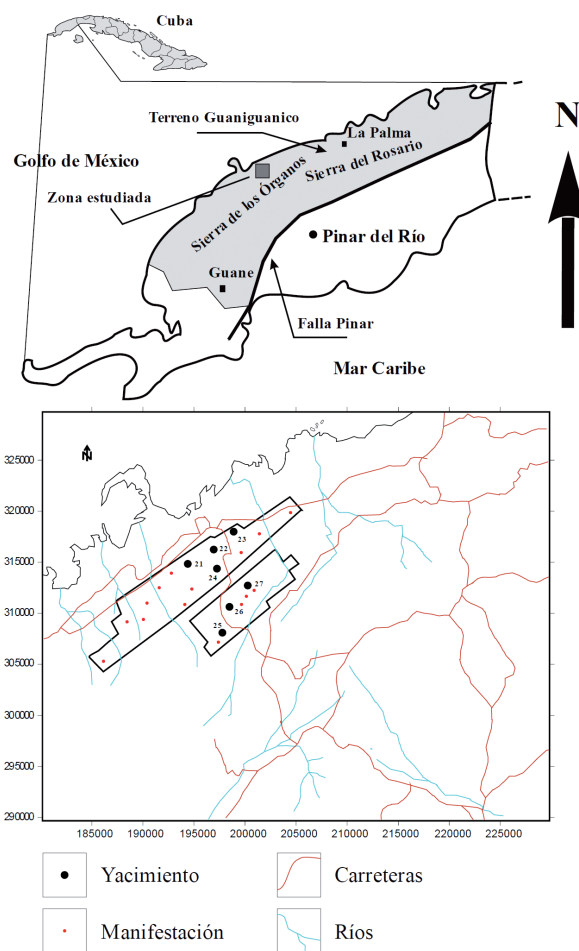 Cuba
N
Terreno Guaniguanico
La Palma
Golfo de México
Sierra del Rosario
Zona estudiada
Sierra de los Órganos
Pinar del Río
Guane
Falla Pinar
Mar Caribe
N
325000
320000
315000
310000
305000
300000
295000
290000
23
22
21
24
27
26
25
185000 190000 195000 200000 205000 210000 215000 220000 225000
Yacimiento
Carreteras
Manifestación
Ríos